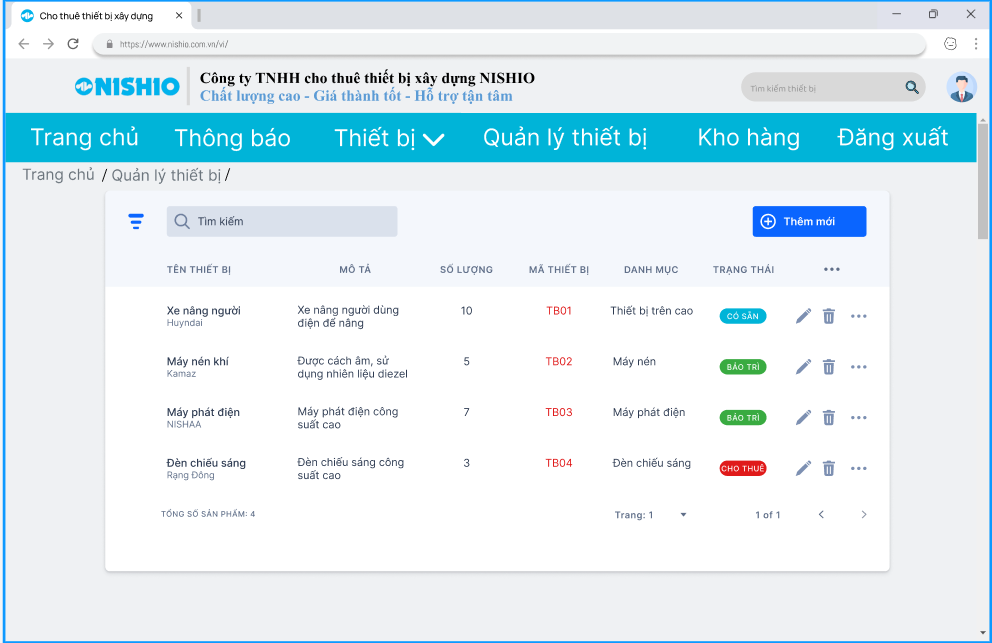 Cho thuê thiết bị xây dựng
https://www.nishio.com.vn/vi/
NISHIO
Công ty TNHH cho thuê thiết bị xây dựng NISHIO
Chất lượng cao - Giá thành tốt - Hỗ trợ tận tâm
Tìm kiếm thiết bị
Trang chủ Thông báo Thiết bị Quản lý thiết bị Kho hàng Đăng xuất
Trang chủ / Quản lý thiết bị /
Tìm kiếm
Thêm mới
TÊN THIẾT BỊ MÔ TẢ SỐ LƯỢNG MÃ THIẾT BỊ DANH MỤC TRẠNG THÁI
Xe nâng người Xe nâng người dùng 10 TB01 Thiết bị trên cao CÓ SẴN
Huyndai điện để nâng
Máy nén khí Được cách âm, sử 5 TB02 Máy nén BẢO TRÌ
Kamaz dụng nhiên liệu diezel
Máy phát điện Máy phát điện công 7 TB03 Máy phát điện BẢO TRÌ
NISHAA suất cao
Đèn chiếu sáng Đèn chiếu sáng công 3 TB04 Đèn chiếu sáng CHO THUÊ
Rạng Đông suất cao
TỔNG SỐ SẢN PHẨM: 4 Trang: 1 1 of 1